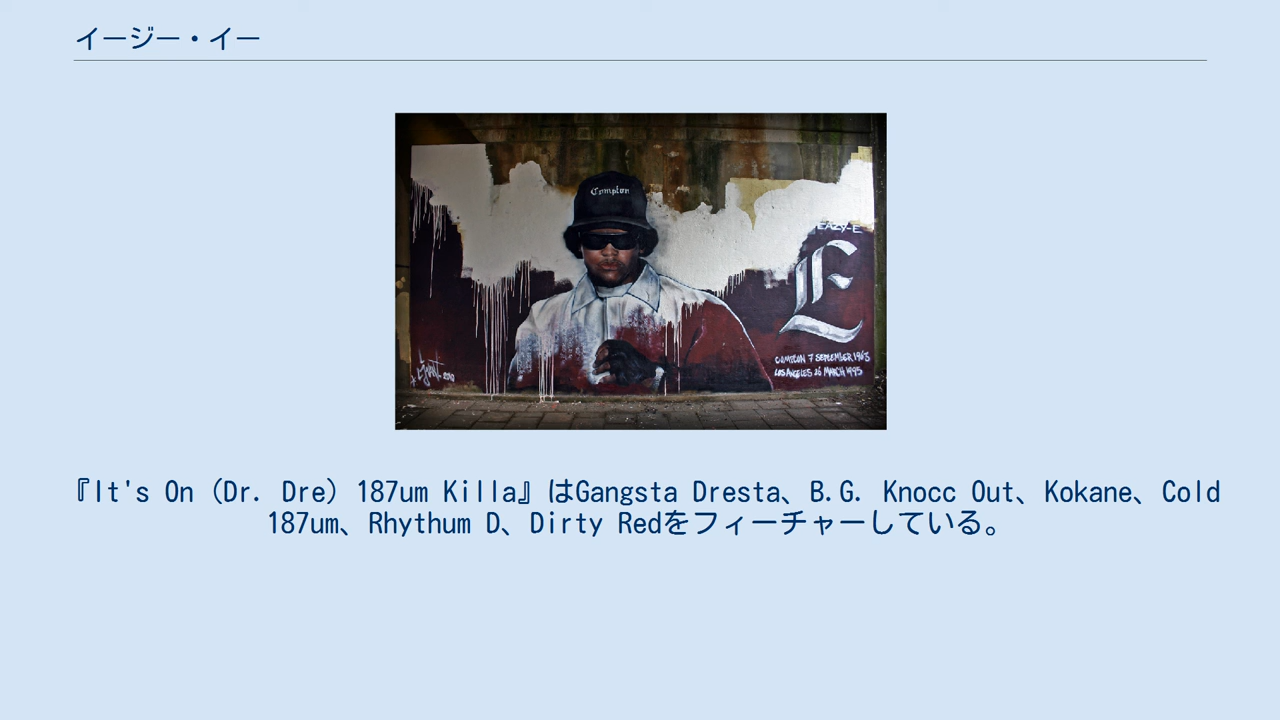 イージー・イー
Compton
EAZY-E
E
COMPTON 7 SEPTEMBER 1963
LOS ANGELES 26 MARCH 1995
2010
『It's On (Dr. Dre) 187um Killa』はGangsta Dresta、B.G. Knocc Out、Kokane、Cold
187um、Rhythum D、Dirty Redをフィーチャーしている。